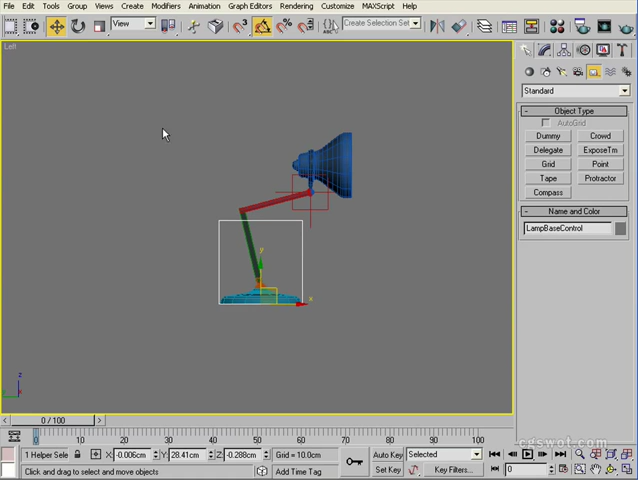 File Edit Tools Group Views Create Modifiers Animation Graph Editors Rendering Customize MAXScript Help
View
Create Selection Set
Left
Standard
Object Type
AutoGrid
Dummy Crowd
Delegate ExposeTm
Grid Point
Tape Protractor
Compass
Name and Color
LampBaseControl
y
x
z
x
0 / 100
0 10 20 30 40 50 60 70 80 90 100
cgswot.com
1 Helper Sele X: -0.006cm Y: 28.41cm Z: -0.288cm Grid = 10.0cm Auto Key Selected
Click and drag to select and move objects Add Time Tag Set Key Key Filters... 0